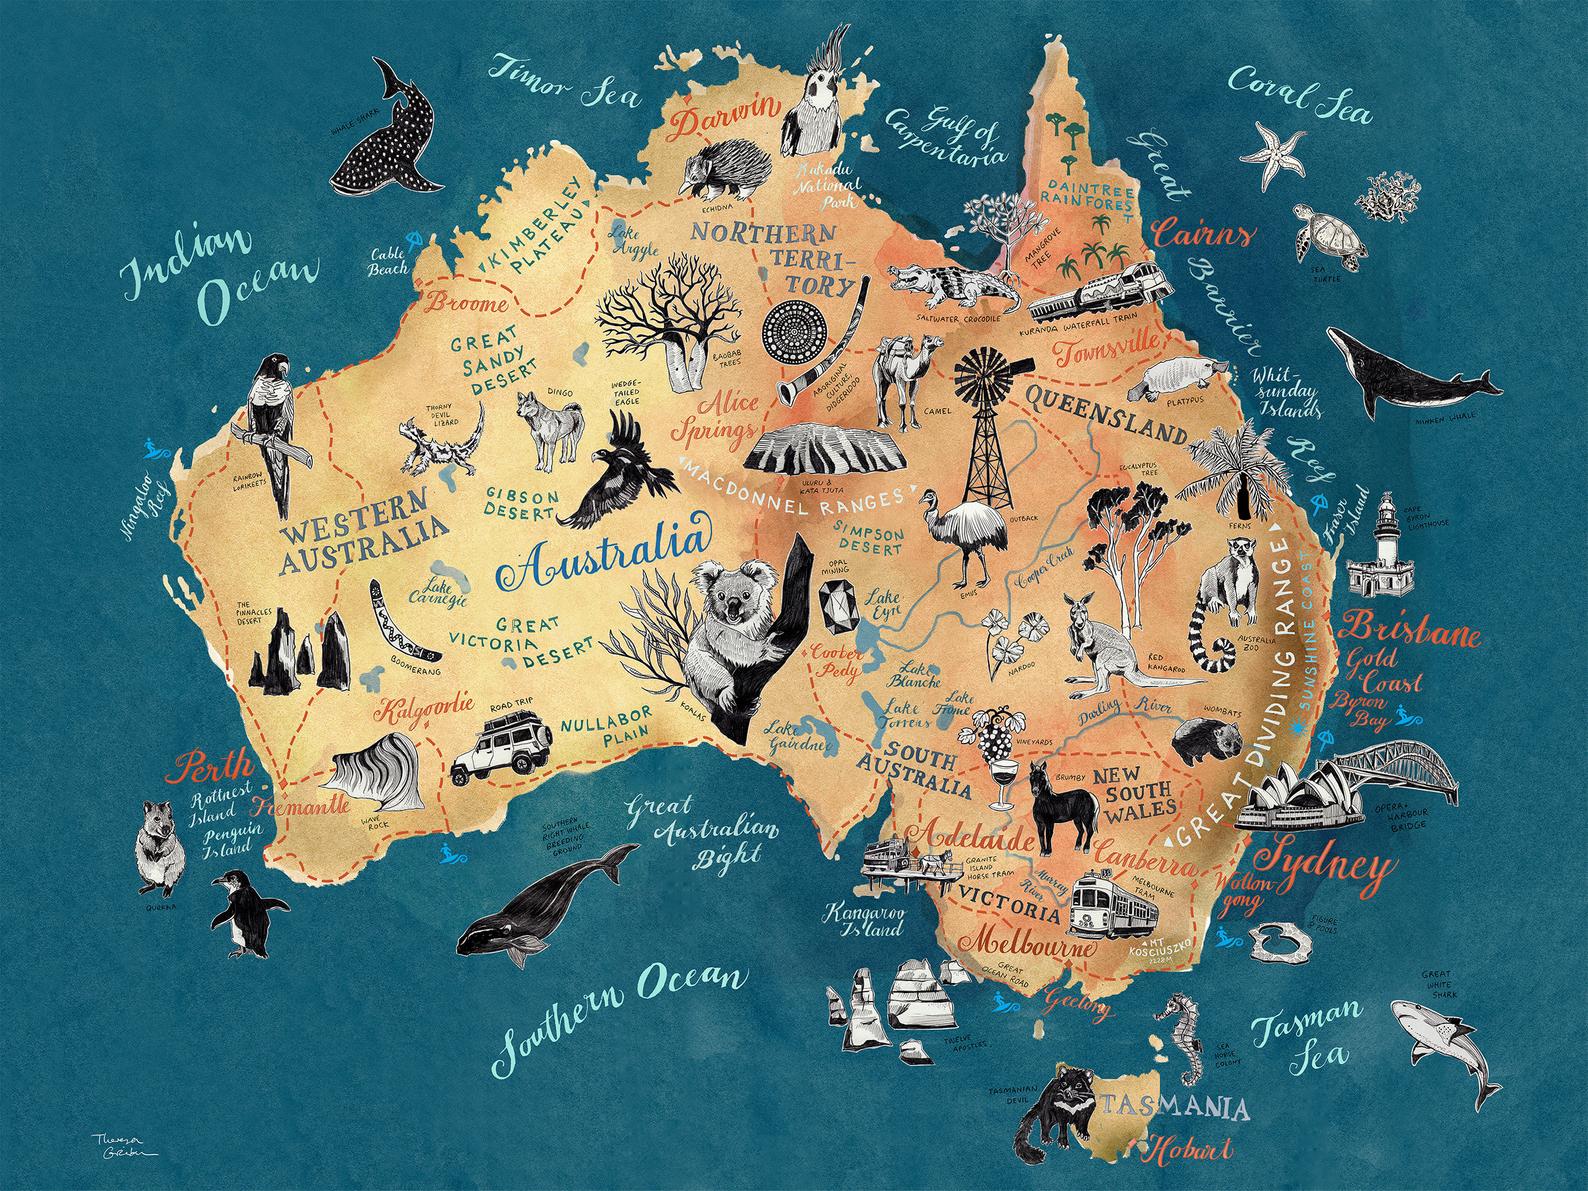 Timor Sea
Coral Sea
WHALE SHARK
Darwin
Gulf of
Carpentaria
Great
Barrier
Reef
Kakadu
National
Park
ECHIDNA
DAINTREE
RAINFOREST
T
Cairns
KIMBERLEY
PLATEAU
Lake
Argyle
NORTHERN
TERRI-
TORY
MANGROVE
TREE
SEA
TURTLE
Indian
Ocean
Cable
Beach
Broome
SALTWATER CROCODILE
KURANDA WATERFALL TRAIN
Townsville
GREAT
SANDY
DESERT
BAOBAB
TREES
ABORIGINAL
CULTURE,
DIDGERIDOO
CAMEL
PLATYPUS
Whit-
sunday
Islands
MINKEN WHALE
THORNY
DEVIL
LIZARD
DINGO
WEDGE-
TAILED
EAGLE
Alice
Springs
QUEENSLAND
RAINBOW
LORIKEETS
Ningaloo
Reef
WESTERN
AUSTRALIA
GIBSON
DESERT
MACDONNEL RANGES
ULURU &
KATA TJUTA
EUCALYPTUS
TREE
FERNS
Fraser
Island
CAPE
BYRON
LIGHTHOUSE
Australia
SIMPSON
DESERT
OUTBACK
EMUS
Cooper Creek
THE
PINNACLES
DESERT
Lake
Carnegie
BOOMERANG
GREAT
VICTORIA
DESERT
OPAL
MINING
Lake
Eyre
Coober
Pedy
NARDOO
RED
KANGAROO
AUSTRALIA
ZOO
GREAT DIVIDING RANGE
SUNSHINE COAST
Brisbane
Gold
Coast
Byron
Bay
Kalgoorlie
ROAD TRIP
NULLABOR
PLAIN
KOALAS
Lake
Blanche
Lake
Torrens
Lake
Frome
Lake
Gairdner
Darling River
WOMBATS
VINEYARDS
SOUTH
AUSTRALIA
BRUMBY
NEW
SOUTH
WALES
OPERA+
HARBOUR
BRIDGE
Perth
Rottnest
Island
Fremantle
Penguin
Island
WAVE
ROCK
QUOKKA
SOUTHERN
RIGHT WHALE
BREEDING
GROUND
Great
Australian
Bight
Adelaide
GRANITE
ISLAND
HORSE TRAM
Canberra
Sydney
Wollon-
gong
Kangaroo
Island
VICTORIA
Murray
River
MELBOURNE
TRAM
FIGURE
8 POOLS
Melbourne
MT
KOSCIUSZKO
2228M
GREAT
OCEAN ROAD
Geelong
Southern Ocean
TWELVE
APOSTLES
SEA
HORSE
COLONY
Tasman
Sea
GREAT
WHITE
SHARK
TASMANIAN
DEVIL
TASMANIA
Hobart